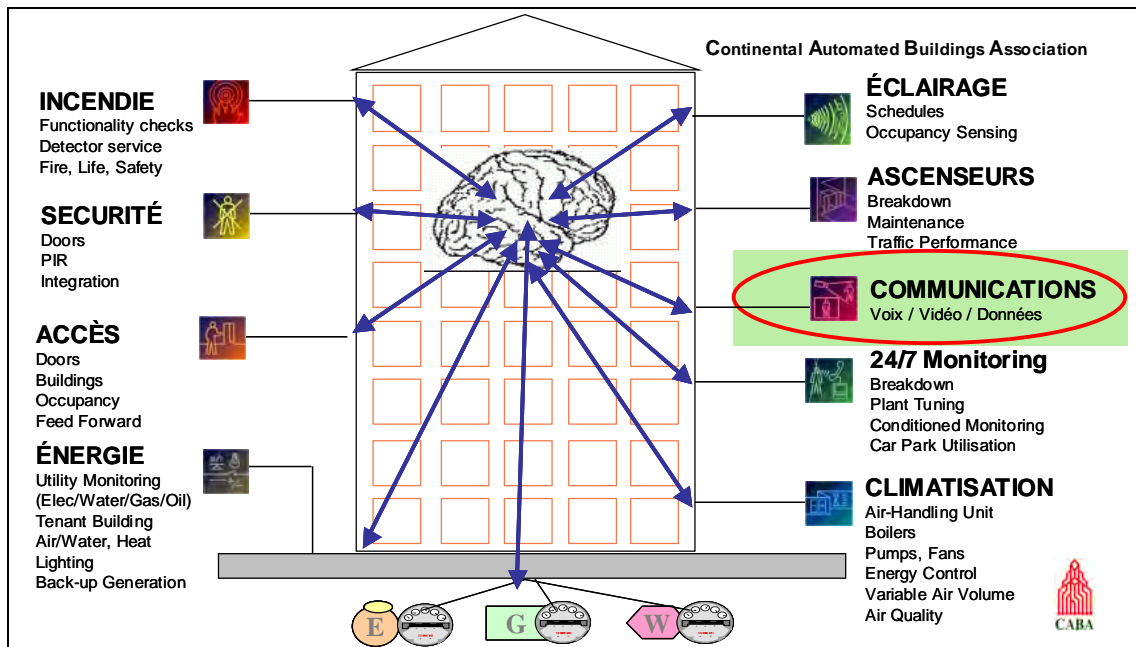 Continental Automated Buildings Association
INCENDIE
Functionality checks
Detector service
Fire, Life, Safety
SECURITÉ
Doors
PIR
Integration
ACCÈS
Doors
Buildings
Occupancy
Feed Forward
ÉNERGIE
Utility Monitoring
(Elec/Water/Gas/Oil)
Tenant Building
Air/Water, Heat
Lighting
Back-up Generation
ÉCLAIRAGE
Schedules
Occupancy Sensing
ASCENSEURS
Breakdown
Maintenance
Traffic Performance
COMMUNICATIONS
Voix / Vidéo / Données
24/7 Monitoring
Breakdown
Plant Tuning
Conditioned Monitoring
Car Park Utilisation
CLIMATISATION
Air-Handling Unit
Boilers
Pumps, Fans
Energy Control
Variable Air Volume
Air Quality
E
G
W
CABA